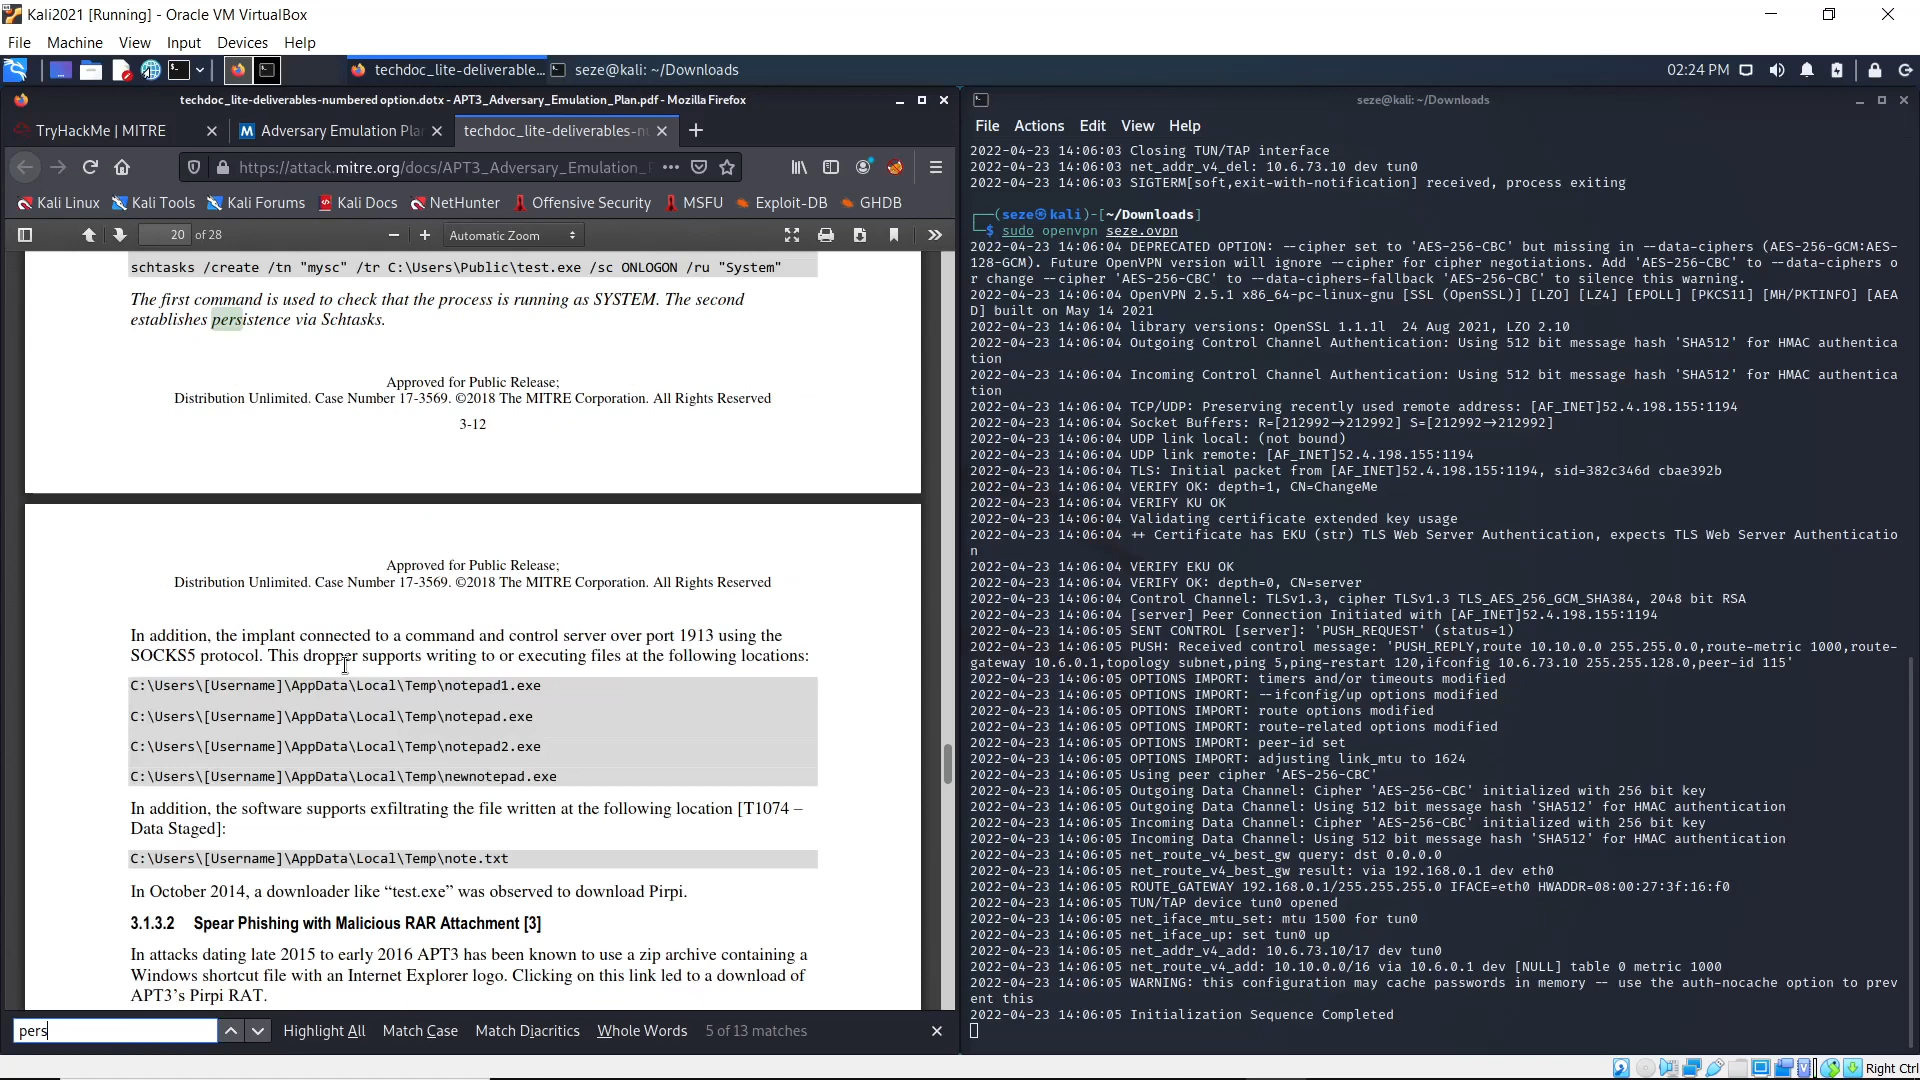 Kali2021 [Running] - Oracle VM VirtualBox
File Machine View Input Devices Help
techdoc_lite-deliverable... seze@kali: ~/Downloads 02:24 PM
techdoc_lite-deliverables-numbered option.dotx - APT3_Adversary_Emulation_Plan.pdf - Mozilla Firefox
TryHackMe | MITRE
Adversary Emulation Plan
techdoc_lite-deliverables-n
https://attack.mitre.org/docs/APT3_Adversary_Emulation_
Kali Linux Kali Tools Kali Forums Kali Docs NetHunter Offensive Security MSFU Exploit-DB GHDB
20 of 28 Automatic Zoom
schtasks /create /tn "mysc" /tr C:\Users\Public\test.exe /sc ONLOGON /ru "System"
The first command is used to check that the process is running as SYSTEM. The second
establishes persistence via Schtasks.
Approved for Public Release;
Distribution Unlimited. Case Number 17-3569. ©2018 The MITRE Corporation. All Rights Reserved
3-12
Approved for Public Release;
Distribution Unlimited. Case Number 17-3569. ©2018 The MITRE Corporation. All Rights Reserved
In addition, the implant connected to a command and control server over port 1913 using the
SOCKS5 protocol. This dropper supports writing to or executing files at the following locations:
C:\Users\[Username]\AppData\Local\Temp\notepad1.exe
C:\Users\[Username]\AppData\Local\Temp\notepad.exe
C:\Users\[Username]\AppData\Local\Temp\notepad2.exe
C:\Users\[Username]\AppData\Local\Temp\newnotepad.exe
In addition, the software supports exfiltrating the file written at the following location [T1074 –
Data Staged]:
C:\Users\[Username]\AppData\Local\Temp\note.txt
In October 2014, a downloader like “test.exe” was observed to download Pirpi.
3.1.3.2 Spear Phishing with Malicious RAR Attachment [3]
In attacks dating late 2015 to early 2016 APT3 has been known to use a zip archive containing a
Windows shortcut file with an Internet Explorer logo. Clicking on this link led to a download of
APT3’s Pirpi RAT.
pers Highlight All Match Case Match Diacritics Whole Words 5 of 13 matches
seze@kali: ~/Downloads
File Actions Edit View Help
2022-04-23 14:06:03 Closing TUN/TAP interface
2022-04-23 14:06:03 net_addr_v4_del: 10.6.73.10 dev tun0
2022-04-23 14:06:03 SIGTERM[soft,exit-with-notification] received, process exiting
┌──(seze㉿kali)-[~/Downloads]
└─$ sudo openvpn seze.ovpn
2022-04-23 14:06:04 DEPRECATED OPTION: --cipher set to 'AES-256-CBC' but missing in --data-ciphers (AES-256-GCM:AES-
128-GCM). Future OpenVPN version will ignore --cipher for cipher negotiations. Add 'AES-256-CBC' to --data-ciphers o
r change --cipher 'AES-256-CBC' to --data-ciphers-fallback 'AES-256-CBC' to silence this warning.
2022-04-23 14:06:04 OpenVPN 2.5.1 x86_64-pc-linux-gnu [SSL (OpenSSL)] [LZO] [LZ4] [EPOLL] [PKCS11] [MH/PKTINFO] [AEA
D] built on May 14 2021
2022-04-23 14:06:04 library versions: OpenSSL 1.1.1l  24 Aug 2021, LZO 2.10
2022-04-23 14:06:04 Outgoing Control Channel Authentication: Using 512 bit message hash 'SHA512' for HMAC authentica
tion
2022-04-23 14:06:04 Incoming Control Channel Authentication: Using 512 bit message hash 'SHA512' for HMAC authentica
tion
2022-04-23 14:06:04 TCP/UDP: Preserving recently used remote address: [AF_INET]52.4.198.155:1194
2022-04-23 14:06:04 Socket Buffers: R=[212992→212992] S=[212992→212992]
2022-04-23 14:06:04 UDP link local: (not bound)
2022-04-23 14:06:04 UDP link remote: [AF_INET]52.4.198.155:1194
2022-04-23 14:06:04 TLS: Initial packet from [AF_INET]52.4.198.155:1194, sid=382c346d cbae392b
2022-04-23 14:06:04 VERIFY OK: depth=1, CN=ChangeMe
2022-04-23 14:06:04 VERIFY KU OK
2022-04-23 14:06:04 Validating certificate extended key usage
2022-04-23 14:06:04 ++ Certificate has EKU (str) TLS Web Server Authentication, expects TLS Web Server Authenticatio
n
2022-04-23 14:06:04 VERIFY EKU OK
2022-04-23 14:06:04 VERIFY OK: depth=0, CN=server
2022-04-23 14:06:04 Control Channel: TLSv1.3, cipher TLSv1.3 TLS_AES_256_GCM_SHA384, 2048 bit RSA
2022-04-23 14:06:04 [server] Peer Connection Initiated with [AF_INET]52.4.198.155:1194
2022-04-23 14:06:05 SENT CONTROL [server]: 'PUSH_REQUEST' (status=1)
2022-04-23 14:06:05 PUSH: Received control message: 'PUSH_REPLY,route 10.10.0.0 255.255.0.0,route-metric 1000,route-
gateway 10.6.0.1,topology subnet,ping 5,ping-restart 120,ifconfig 10.6.73.10 255.255.128.0,peer-id 115'
2022-04-23 14:06:05 OPTIONS IMPORT: timers and/or timeouts modified
2022-04-23 14:06:05 OPTIONS IMPORT: --ifconfig/up options modified
2022-04-23 14:06:05 OPTIONS IMPORT: route options modified
2022-04-23 14:06:05 OPTIONS IMPORT: route-related options modified
2022-04-23 14:06:05 OPTIONS IMPORT: peer-id set
2022-04-23 14:06:05 OPTIONS IMPORT: adjusting link_mtu to 1624
2022-04-23 14:06:05 Using peer cipher 'AES-256-CBC'
2022-04-23 14:06:05 Outgoing Data Channel: Cipher 'AES-256-CBC' initialized with 256 bit key
2022-04-23 14:06:05 Outgoing Data Channel: Using 512 bit message hash 'SHA512' for HMAC authentication
2022-04-23 14:06:05 Incoming Data Channel: Cipher 'AES-256-CBC' initialized with 256 bit key
2022-04-23 14:06:05 Incoming Data Channel: Using 512 bit message hash 'SHA512' for HMAC authentication
2022-04-23 14:06:05 net_route_v4_best_gw query: dst 0.0.0.0
2022-04-23 14:06:05 net_route_v4_best_gw result: via 192.168.0.1 dev eth0
2022-04-23 14:06:05 ROUTE_GATEWAY 192.168.0.1/255.255.255.0 IFACE=eth0 HWADDR=08:00:27:3f:16:f0
2022-04-23 14:06:05 TUN/TAP device tun0 opened
2022-04-23 14:06:05 net_iface_mtu_set: mtu 1500 for tun0
2022-04-23 14:06:05 net_iface_up: set tun0 up
2022-04-23 14:06:05 net_addr_v4_add: 10.6.73.10/17 dev tun0
2022-04-23 14:06:05 net_route_v4_add: 10.10.0.0/16 via 10.6.0.1 dev [NULL] table 0 metric 1000
2022-04-23 14:06:05 WARNING: this configuration may cache passwords in memory -- use the auth-nocache option to prev
ent this
2022-04-23 14:06:05 Initialization Sequence Completed
Right Ctrl